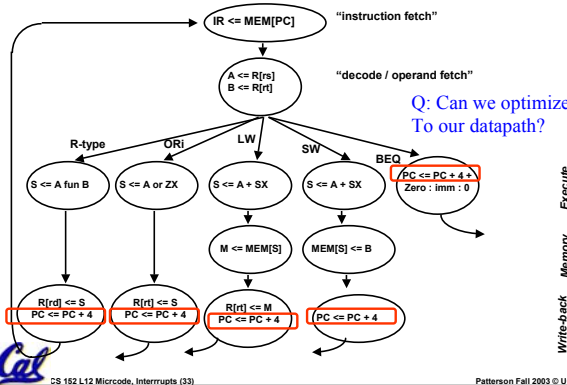 IR <= MEM[PC]
“instruction fetch”
A <= R[rs]
B <= R[rt]
“decode / operand fetch”
Q: Can we optimize
To our datapath?
R-type
ORi
LW
SW
BEQ
S <= A fun B
S <= A or ZX
S <= A + SX
S <= A + SX
PC <= PC + 4 +
Zero : imm : 0
Execute
M <= MEM[S]
MEM[S] <= B
Memory
R[rd] <= S
PC <= PC + 4
R[rt] <= S
PC <= PC + 4
R[rt] <= M
PC <= PC + 4
PC <= PC + 4
Write-back
Cal
CS 152 L12 Micrcode, Interrrupts (33)
Patterson Fall 2003 © U